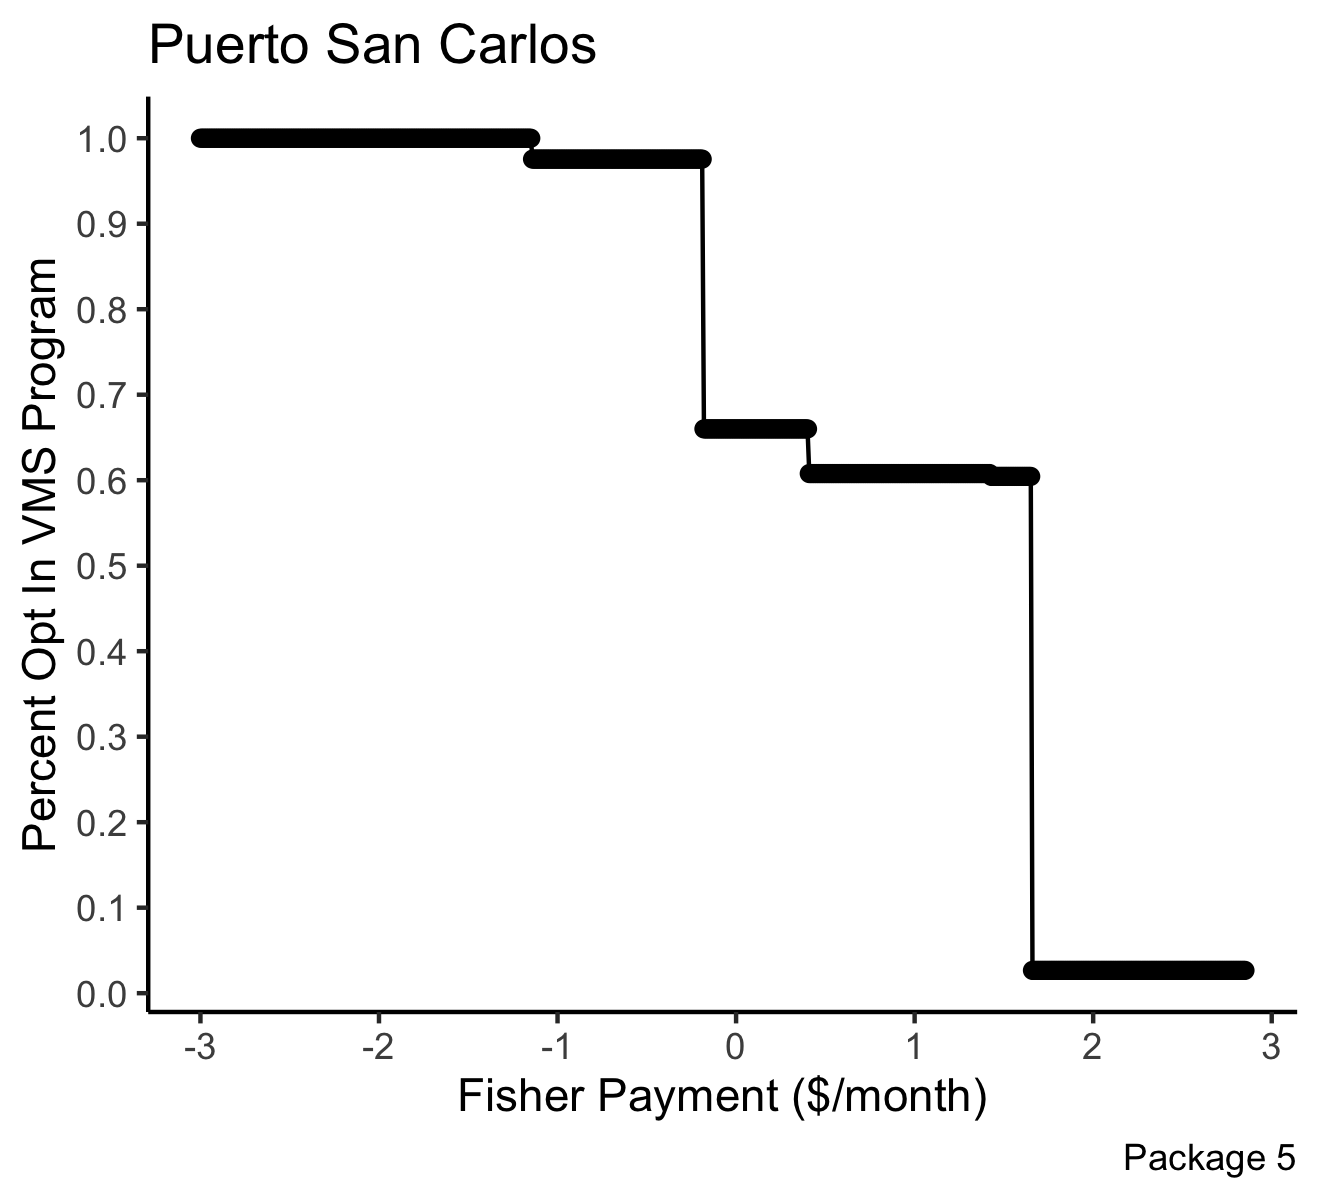 Puerto San Carlos
Percent Opt In VMS Program
1.0
0.9
0.8
0.7
0.6
0.5
0.4
0.3
0.2
0.1
0.0
-3 -2 -1 0 1 2 3
Fisher Payment ($/month)
Package 5